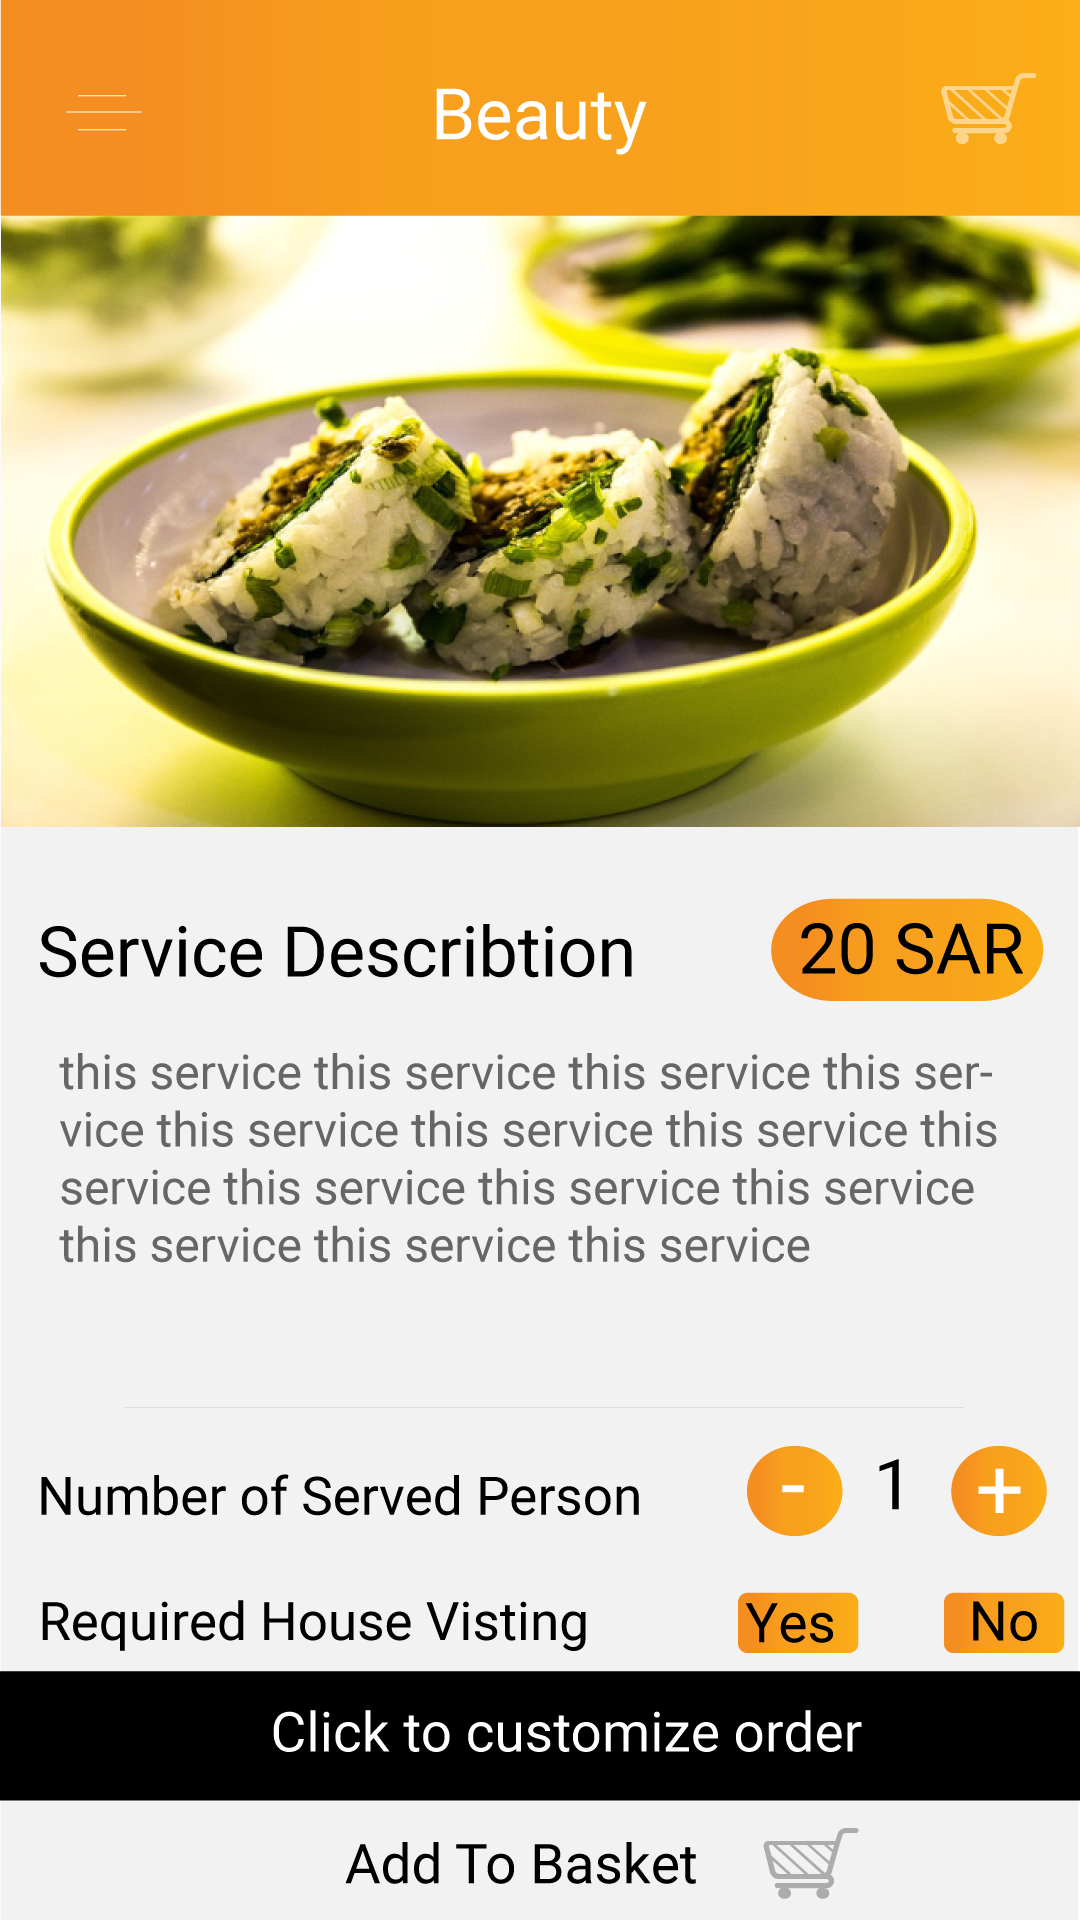 Beauty
Service Describtion
20 SAR
this service this service this service this ser-
vice this service this service this service this
service this service this service this service
this service this service this service
Number of Served Person
- 1 +
Required House Visting
Yes
No
Click to customize order
Add To Basket